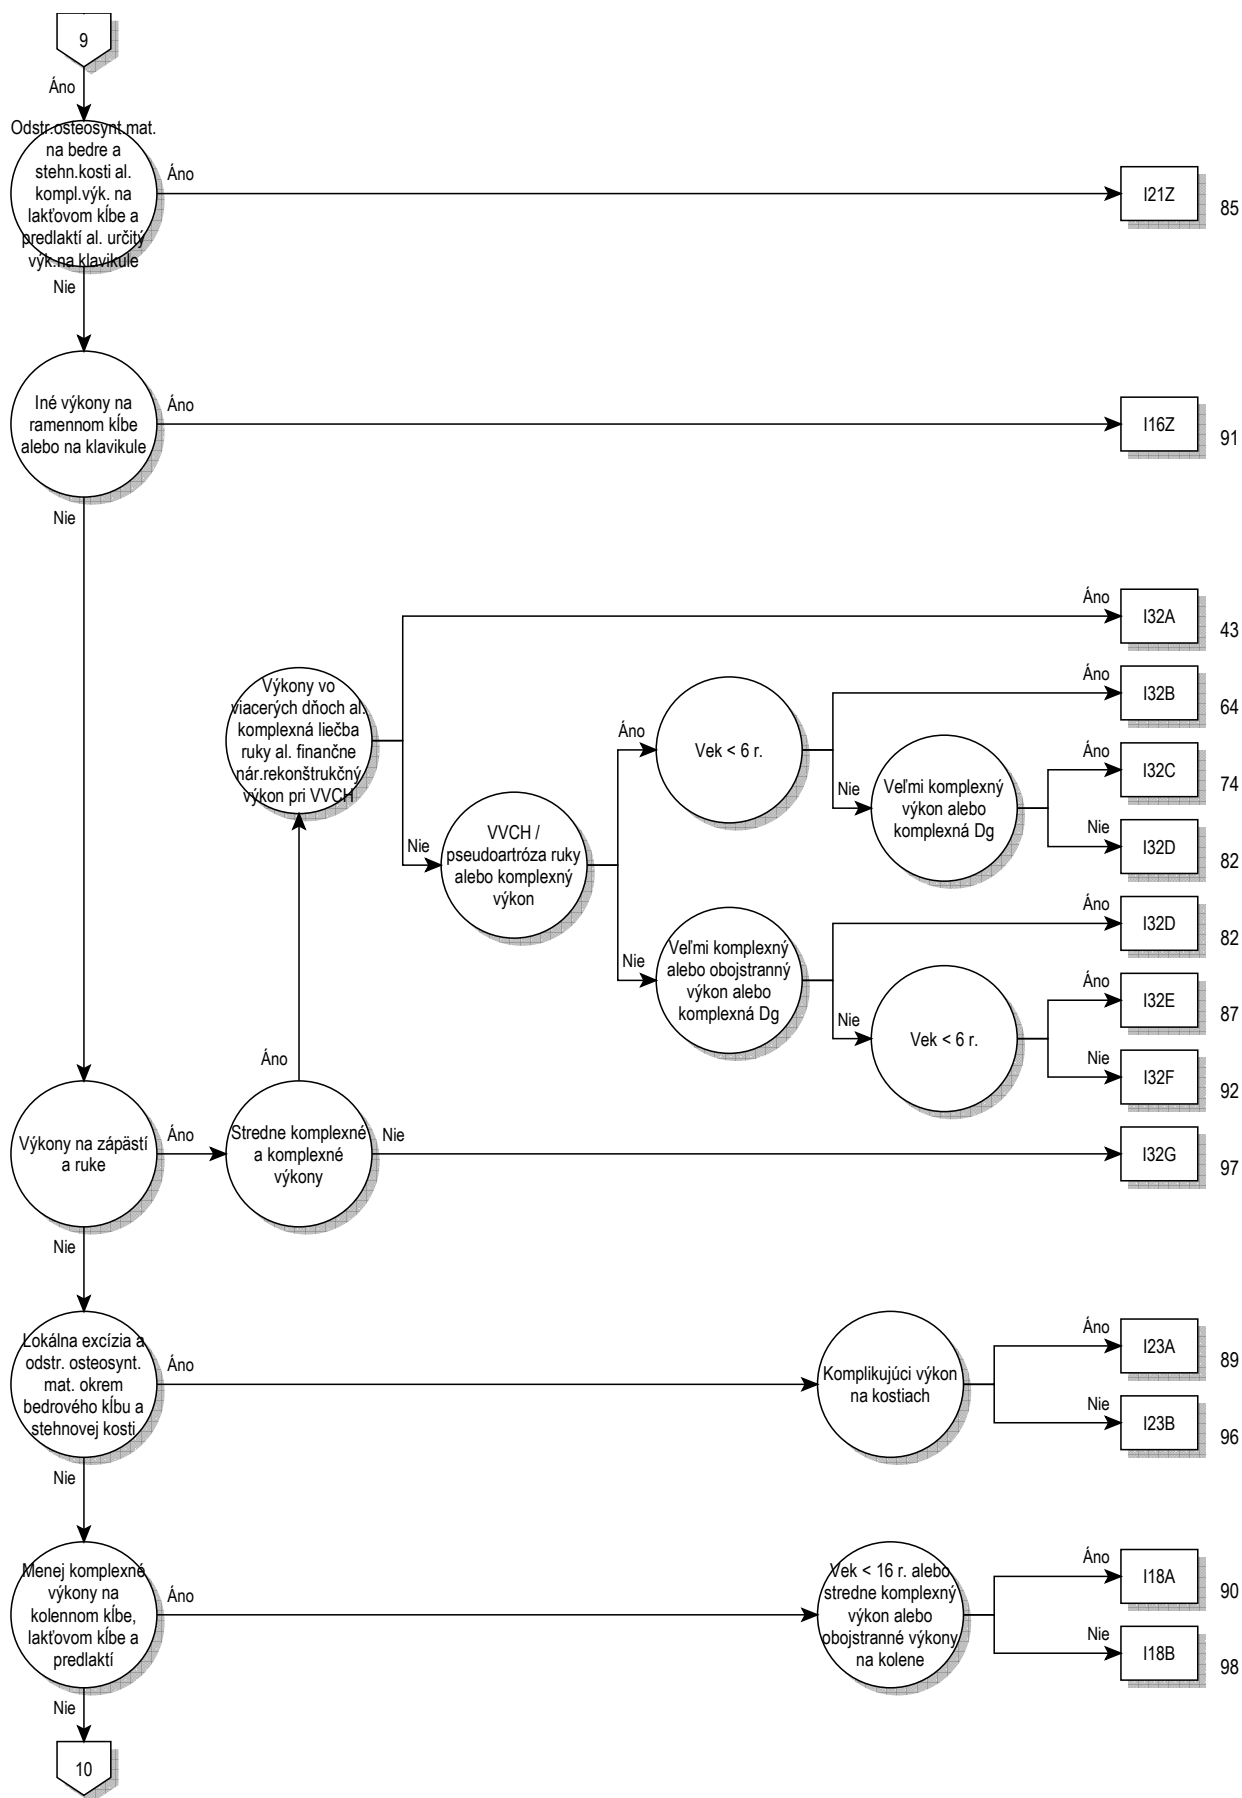 9
Áno
Odstr.osteosynt.mat.
na bedre a
stehn.kosti al.
kompl.výk. na
lakťovom kĺbe a
predlaktí al. určitý
výk.na klavikule
Áno
I21Z
85
Nie
Iné výkony na
ramennom kĺbe
alebo na klavikule
Áno
I16Z
91
Nie
Áno
I32A
43
Výkony vo
viacerých dňoch al.
komplexná liečba
ruky al. finančne
nár.rekonštrukčný
výkon pri VVCH
Áno
I32B
64
Áno
Vek < 6 r.
Áno
I32C
74
Nie
Veľmi komplexný
výkon alebo
komplexná Dg
Nie
I32D
82
Nie
VVCH /
pseudoartróza ruky
alebo komplexný
výkon
Áno
I32D
82
Nie
Veľmi komplexný
alebo obojstranný
výkon alebo
komplexná Dg
Áno
I32E
87
Nie
Vek < 6 r.
Nie
I32F
92
Áno
Výkony na zápästí
a ruke
Áno
Stredne komplexné
a komplexné
výkony
Nie
I32G
97
Nie
Lokálna excízia a
odstr. osteosynt.
mat. okrem
bedrového kĺbu a
stehnovej kosti
Áno
Komplikujúci výkon
na kostiach
Áno
I23A
89
Nie
I23B
96
Nie
Menej komplexné
výkony na
kolennom kĺbe,
lakťovom kĺbe a
predlaktí
Áno
Vek < 16 r. alebo
stredne komplexný
výkon alebo
obojstranné výkony
na kolene
Áno
I18A
90
Nie
I18B
98
Nie
10